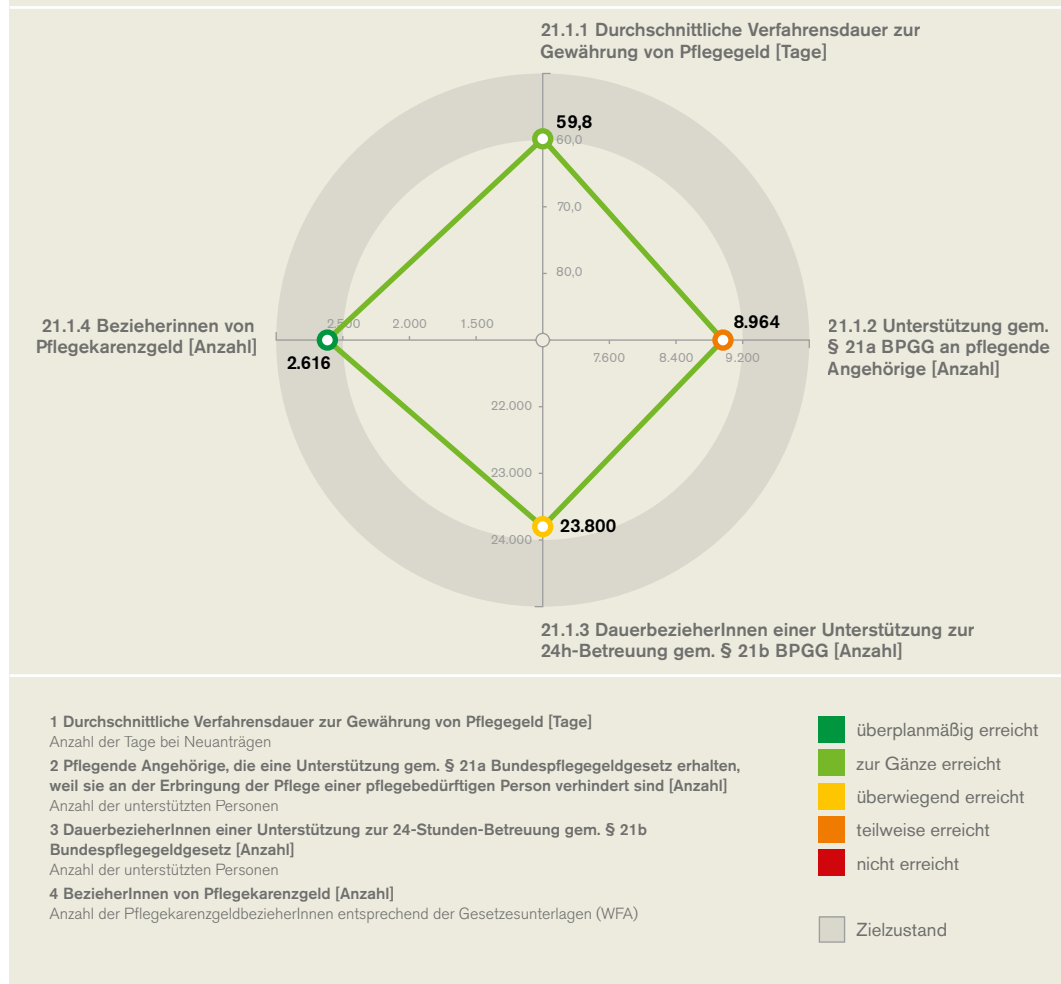 21.1.1 Durchschnittliche Verfahrensdauer zur
Gewährung von Pflegegeld [Tage]
59,8
60,0
70,0
80,0
21.1.4 Bezieherinnen von
Pflegekarenzgeld [Anzahl]
2.500
2.000
1.500
2.616
8.964
7.600
8.400
9.200
21.1.2 Unterstützung gem.
§ 21a BPGG an pflegende
Angehörige [Anzahl]
22.000
23.000
23.800
24.000
21.1.3 DauerbezieherInnen einer Unterstützung zur
24h-Betreuung gem. § 21b BPGG [Anzahl]
1 Durchschnittliche Verfahrensdauer zur Gewährung von Pflegegeld [Tage]
Anzahl der Tage bei Neuanträgen
2 Pflegende Angehörige, die eine Unterstützung gem. § 21a Bundespflegegeldgesetz erhalten,
weil sie an der Erbringung der Pflege einer pflegebedürftigen Person verhindert sind [Anzahl]
Anzahl der unterstützten Personen
3 DauerbezieherInnen einer Unterstützung zur 24-Stunden-Betreuung gem. § 21b
Bundespflegegeldgesetz [Anzahl]
Anzahl der unterstützten Personen
4 BezieherInnen von Pflegekarenzgeld [Anzahl]
Anzahl der PflegekarenzgeldbezieherInnen entsprechend der Gesetzesunterlagen (WFA)
überplanmäßig erreicht
zur Gänze erreicht
überwiegend erreicht
teilweise erreicht
nicht erreicht
Zielzustand